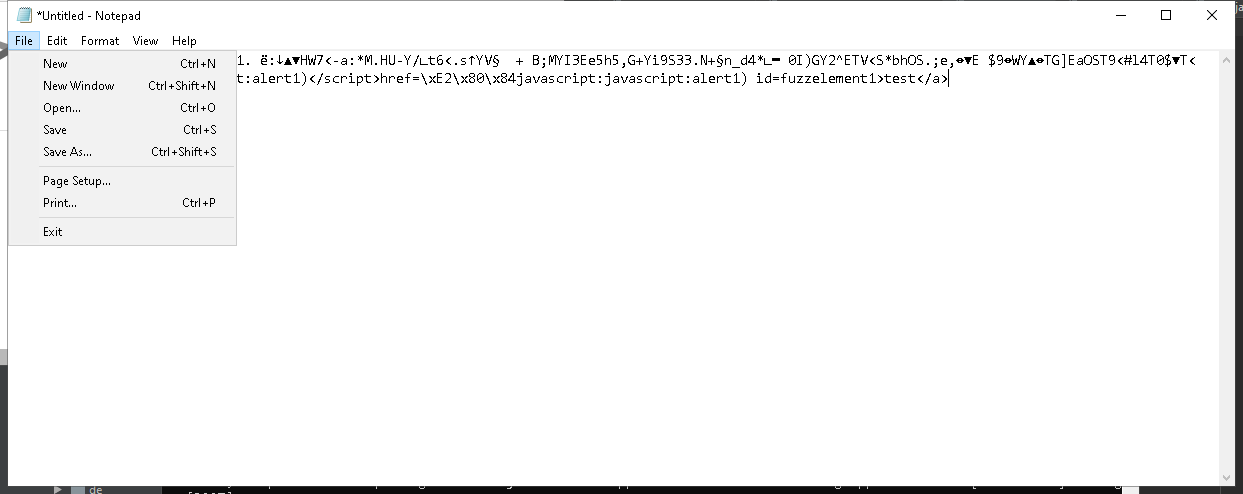 *Untitled - Notepad
File Edit Format View Help
New Ctrl+N
New Window Ctrl+Shift+N
Open... Ctrl+O
Save Ctrl+S
Save As... Ctrl+Shift+S
Page Setup...
Print... Ctrl+P
Exit
1. ë:↓▲▼HW7<-a:*M.HU-Y/∟t6<.s↑YV§ + B;MYI3Ee5h5,G+Yi9S33.N+§n_d4*∟━ 0I)GY2^ETV<S*bhOS.;e,↔▼E $9↔WY▲↔TG]EaOST9<#l4T0$▼T<
t:alert1)</script>href=\xE2\x80\x84javascript:javascript:alert1) id=fuzzelement1>test</a>
de